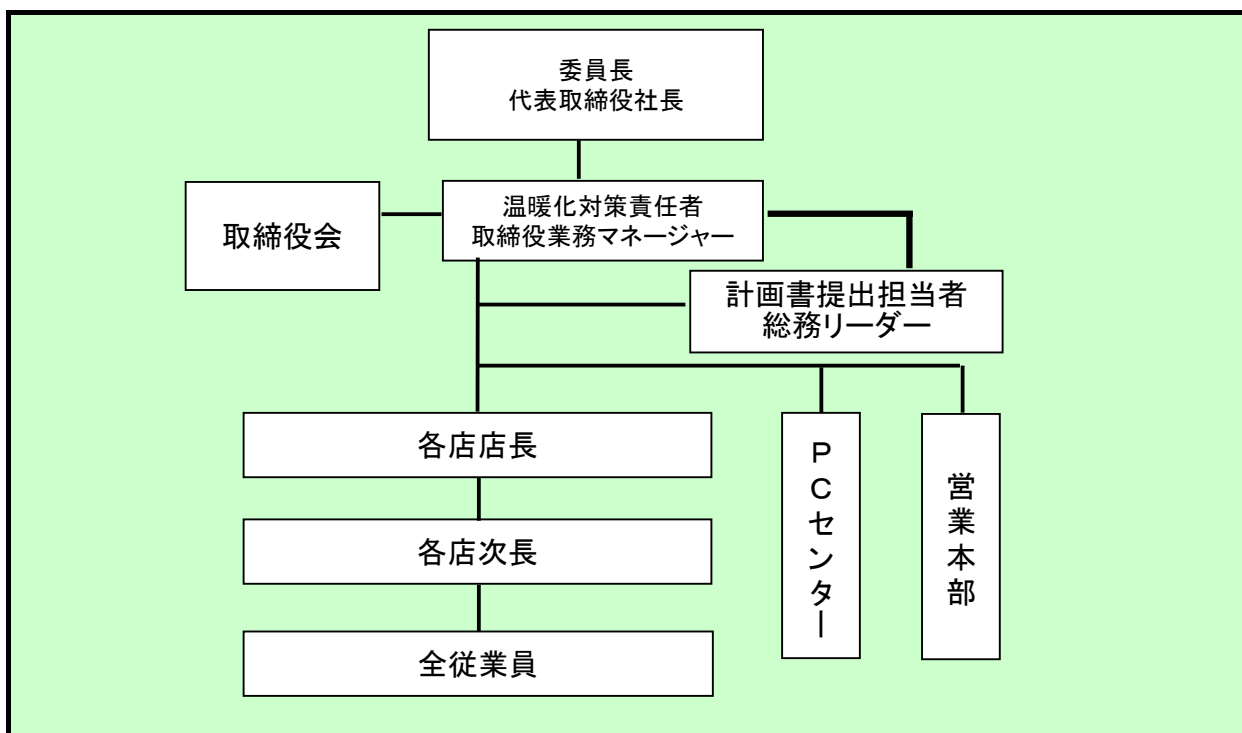 委員長
代表取締役社長
取締役会
温暖化対策責任者
取締役業務マネージャー
計画書提出担当者
総務リーダー
各店店長
各店次長
全従業員
ＰＣセンター
営業本部